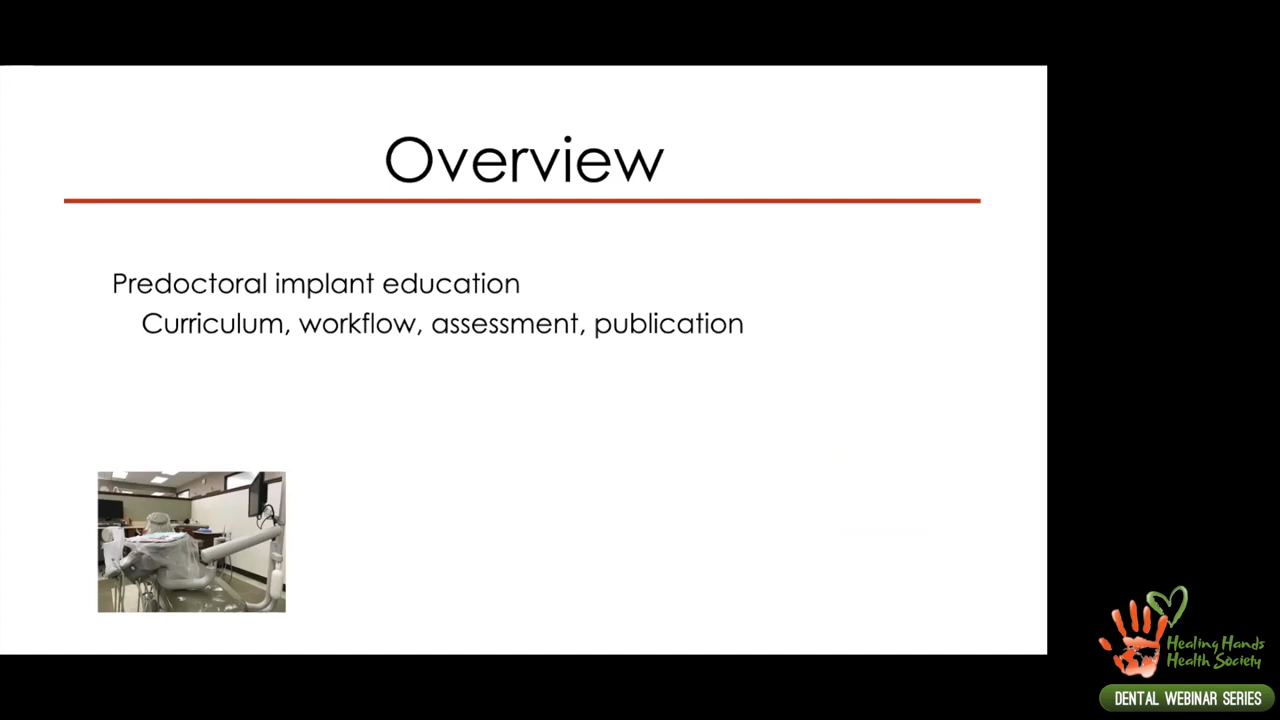 Overview
Predoctoral implant education
Curriculum, workflow, assessment, publication
Healing Hands
Health Society
DENTAL WEBINAR SERIES